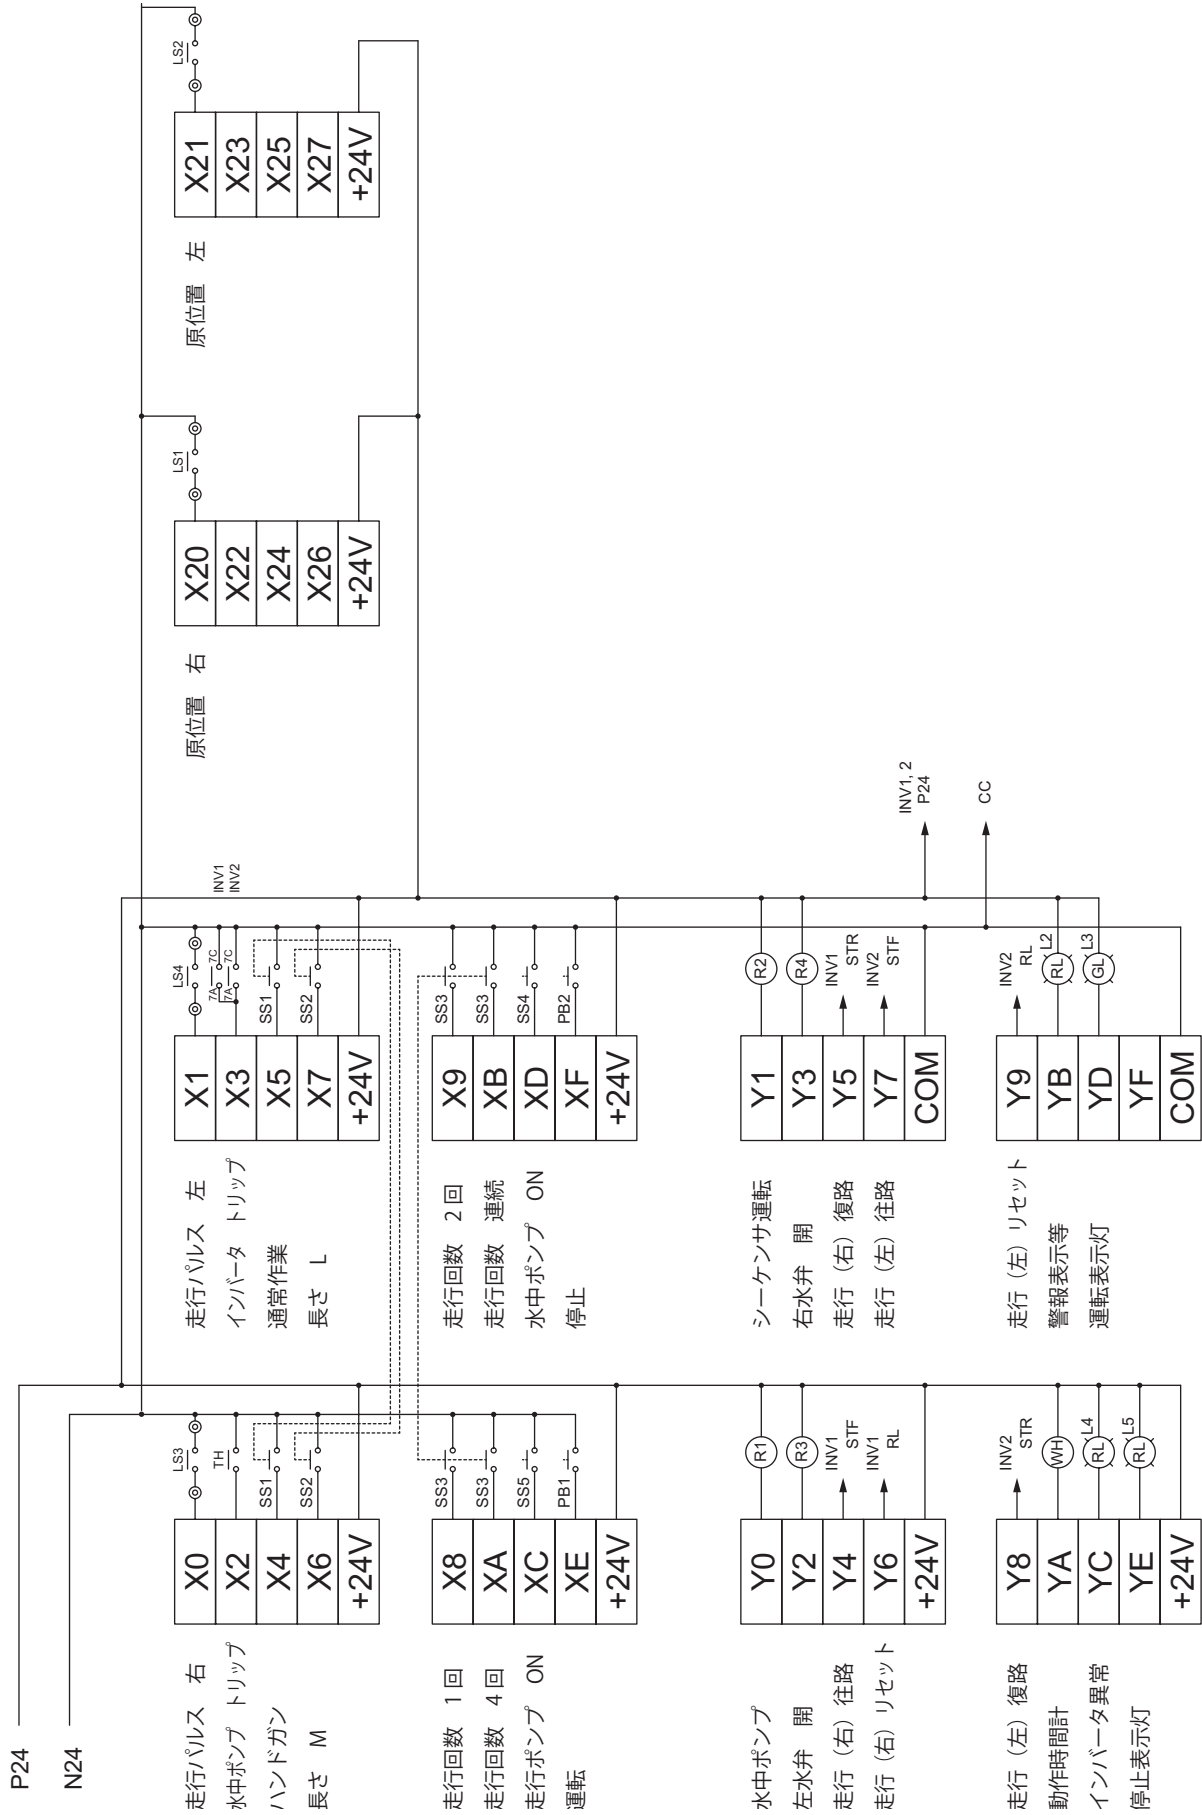 P24
N24
走行パルス 右
水中ポンプ トリップ
ハンドガン
長さ M
X0
X2
X4
X6
+24V
LS3
TH
SS1
SS2
走行パルス 左
インバータ トリップ
通常作業
長さ L
X1
X3
X5
X7
+24V
LS4
7A 7C
7A 7C
INV1
INV2
SS1
SS2
原位置 右
X20
X22
X24
X26
+24V
LS1
原位置 左
X21
X23
X25
X27
+24V
LS2
走行回数 1回
走行回数 4回
走行ポンプ ON
運転
X8
XA
XC
XE
+24V
SS3
SS3
SS5
PB1
走行回数 2回
走行回数 連続
水中ポンプ ON
停止
X9
XB
XD
XF
+24V
SS3
SS3
SS4
PB2
水中ポンプ
左水弁 開
走行（右）往路
走行（右）リセット
Y0
Y2
Y4
Y6
+24V
R1
R3
INV1
STF
INV1
RL
シーケンサ運転
右水弁 開
走行（右）復路
走行（左）往路
Y1
Y3
Y5
Y7
COM
R2
R4
INV1
STR
INV2
STF
INV1, 2
P24
CC
走行（左）復路
動作時間計
インバータ異常
停止表示灯
Y8
YA
YC
YE
+24V
INV2
STR
WH
RL L4
RL L5
走行（左）リセット
警報表示等
運転表示灯
Y9
YB
YD
YF
COM
INV2
RL
RL L2
GL L3